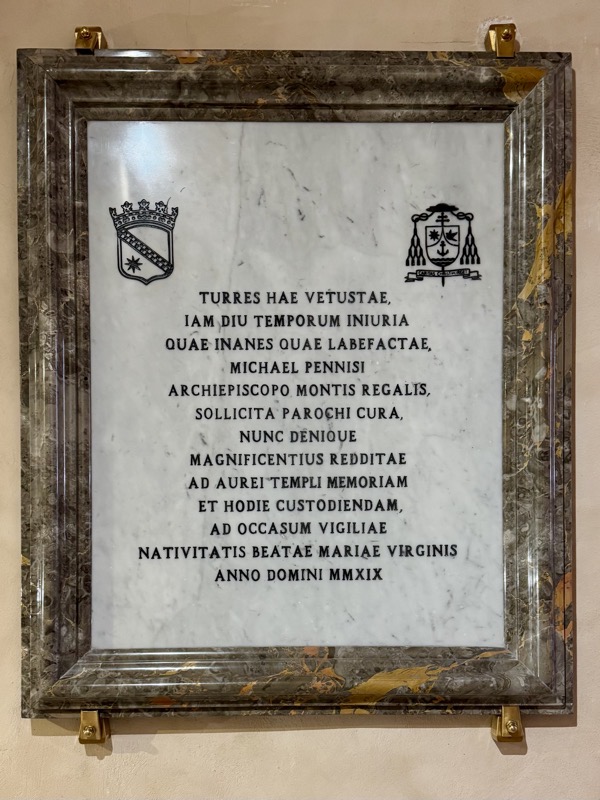 TURRES HAE VETUSTAE,
IAM DIU TEMPORUM INIURIA
QUAE INANES QUAE LABEFACTAE,
MICHAEL PENNISI
ARCHIEPISCOPO MONTIS REGALIS,
SOLLICITA PAROCHI CURA,
NUNC DENIQUE
MAGNIFICENTIUS REDDITAE
AD AUREI TEMPLI MEMORIAM
ET HODIE CUSTODIENDAM,
AD OCCASUM VIGILIAE
NATIVITATIS BEATAE MARIAE VIRGINIS
ANNO DOMINI MMXIX